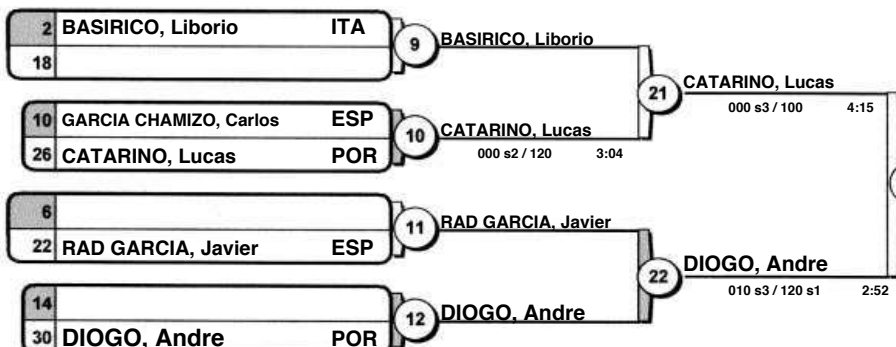 2 BASIRICO, Liborio ITA
18
9
BASIRICO, Liborio
10 GARCIA CHAMIZO, Carlos ESP
26 CATARINO, Lucas POR
10
CATARINO, Lucas
000 s2 / 120 3:04
21
CATARINO, Lucas
000 s3 / 100 4:15
6
22 RAD GARCIA, Javier ESP
11
RAD GARCIA, Javier
14
30 DIOGO, Andre POR
12
DIOGO, Andre
22
DIOGO, Andre
010 s3 / 120 s1 2:52